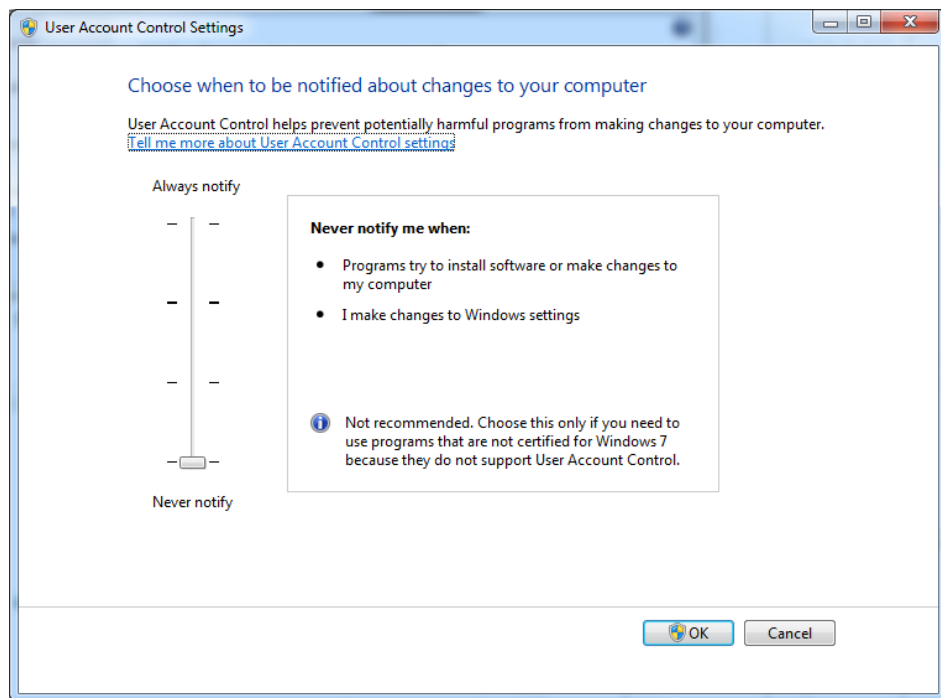 User Account Control Settings
Choose when to be notified about changes to your computer
User Account Control helps prevent potentially harmful programs from making changes to your computer.
Tell me more about User Account Control settings
Always notify
Never notify me when:
• Programs try to install software or make changes to
my computer
• I make changes to Windows settings
Not recommended. Choose this only if you need to
use programs that are not certified for Windows 7
because they do not support User Account Control.
Never notify
OK
Cancel